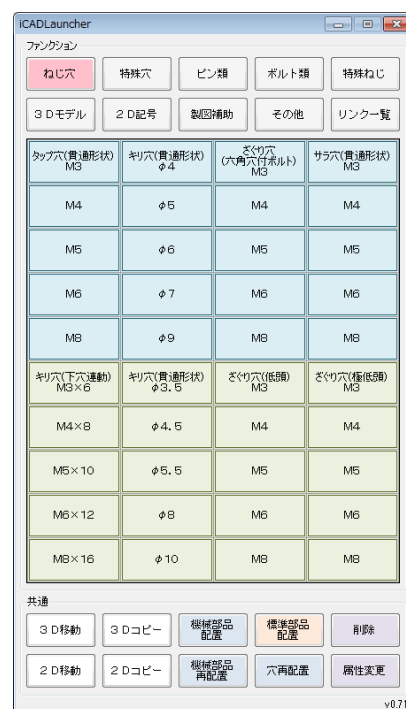 iCADLauncher
ファンクション
ねじ穴 特殊穴 ピン類 ボルト類 特殊ねじ
3Dモデル 2D記号 製図補助 その他 リンク一覧
タップ穴(貫通形状) キリ穴(貫通形状) ざぐり穴 サラ穴(貫通形状)
M3 φ4 (六角穴付ボルト) M3
M3
M4 φ5 M4 M4
M5 φ6 M5 M5
M6 φ7 M6 M6
M8 φ9 M8 M8
キリ穴(下穴連動) キリ穴(貫通形状) ざぐり穴(低頭) ざぐり穴(極低頭)
M3×6 φ3.5 M3 M3
M4×8 φ4.5 M4 M4
M5×10 φ5.5 M5 M5
M6×12 φ8 M6 M6
M8×16 φ10 M8 M8
共通
3D移動 3Dコピー 機械部品 標準部品 削除
配置 配置
2D移動 2Dコピー 機械部品 穴再配置 属性変更
再配置
v0.71